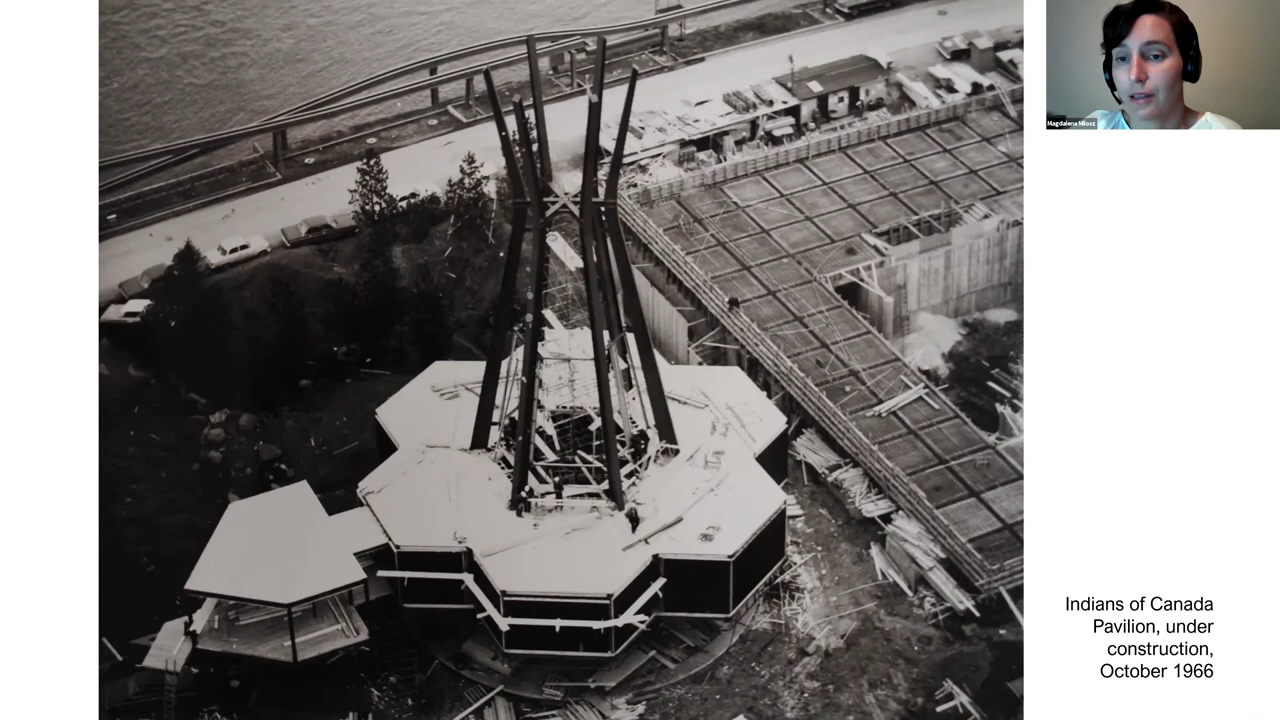 Magdalena Milosz
Indians of Canada
Pavilion, under
construction,
October 1966